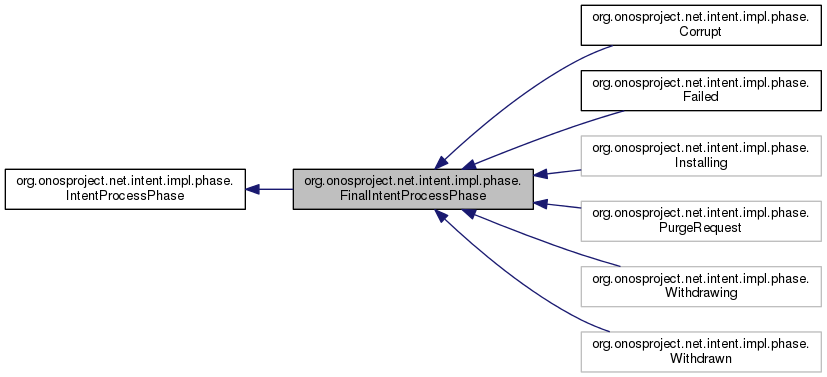 org.onosproject.net.intent.impl.phase.
Corrupt
org.onosproject.net.intent.impl.phase.
Failed
org.onosproject.net.intent.impl.phase.
Installing
org.onosproject.net.intent.impl.phase.
IntentProcessPhase
org.onosproject.net.intent.impl.phase.
FinalIntentProcessPhase
org.onosproject.net.intent.impl.phase.
PurgeRequest
org.onosproject.net.intent.impl.phase.
Withdrawing
org.onosproject.net.intent.impl.phase.
Withdrawn